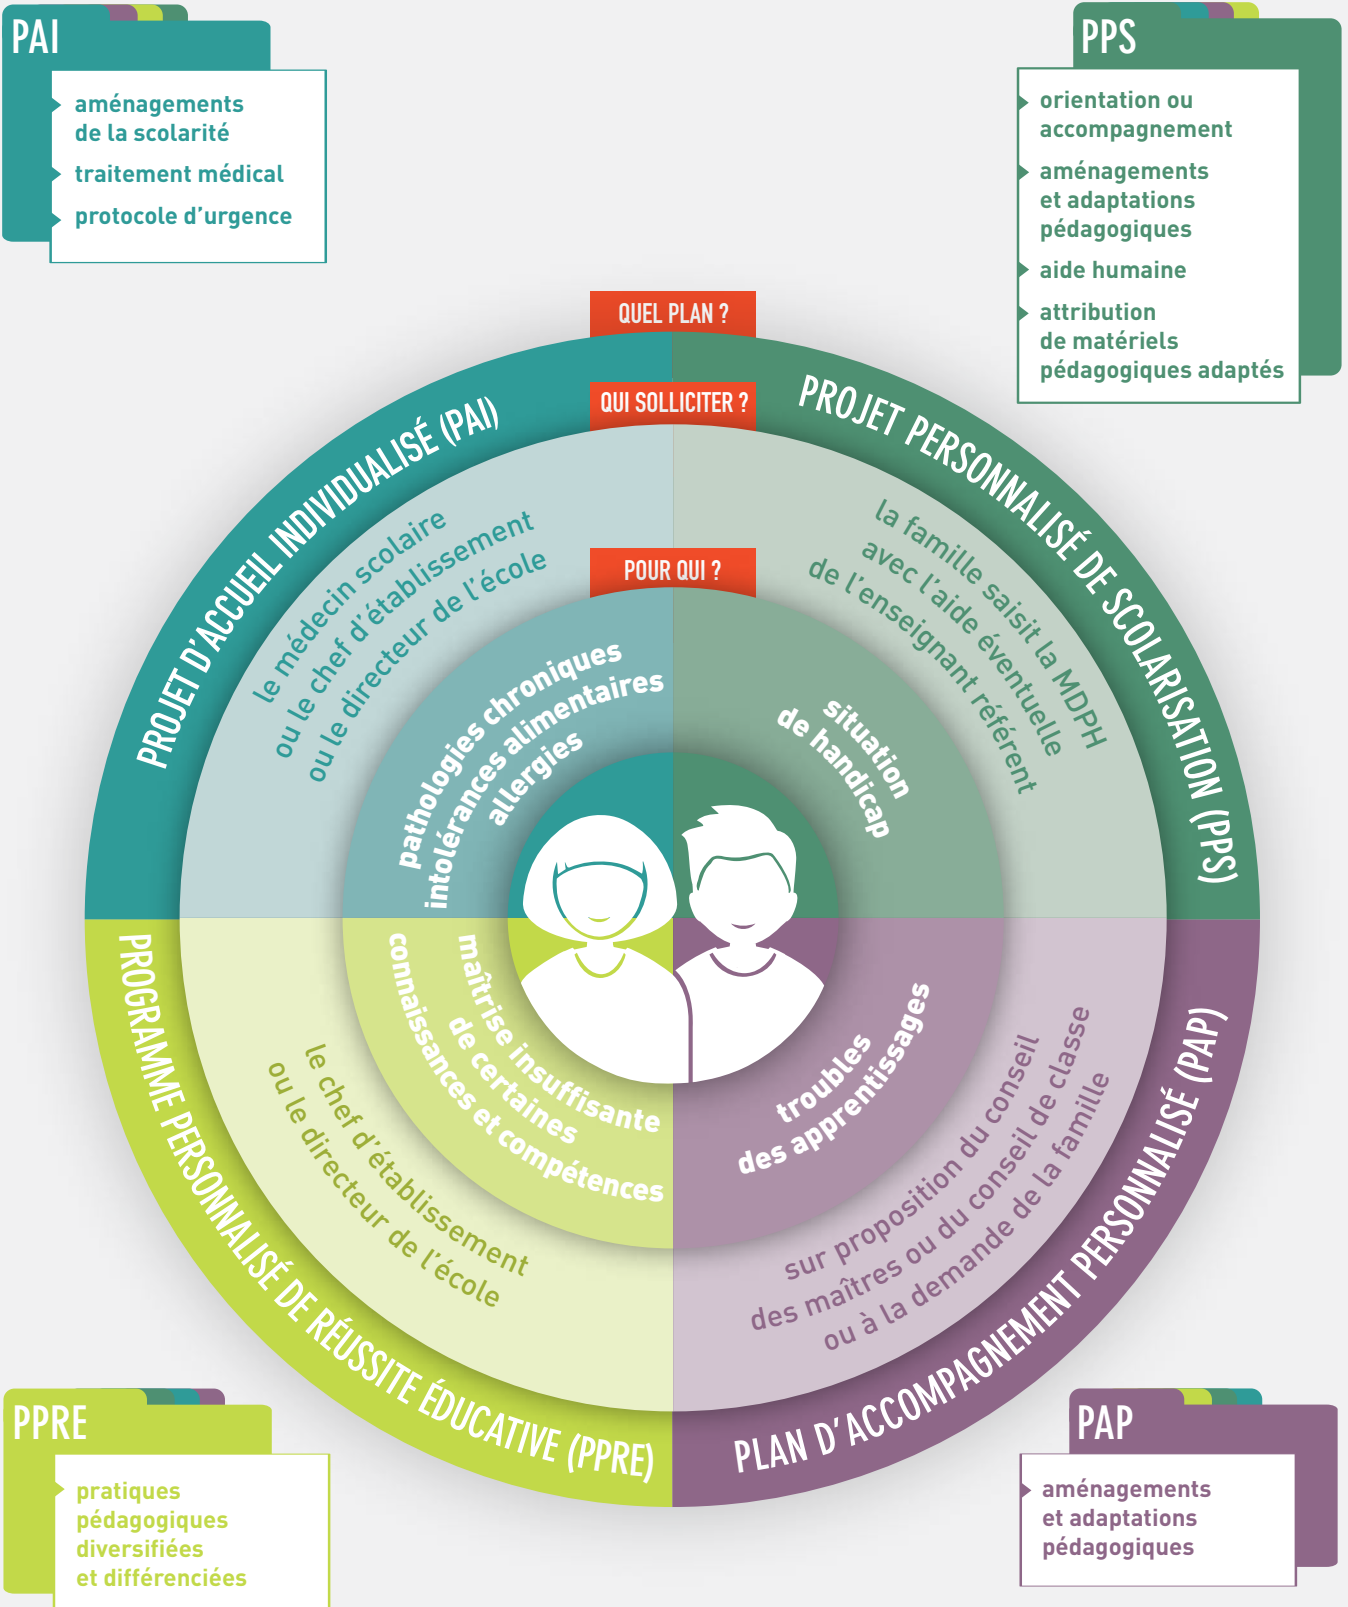 PAI
aménagements
de la scolarité
traitement médical
protocole d'urgence
PPS
orientation ou
accompagnement
aménagements
et adaptations
pédagogiques
aide humaine
attribution
de matériels
pédagogiques adaptés
QUEL PLAN ?
QUI SOLLICITER ?
POUR QUI ?
PROJET D'ACCUEIL INDIVIDUALISÉ (PAI)
le médecin scolaire
ou le chef d'établissement
ou le directeur de l'école
pathologies chroniques
intolérances alimentaires
allergies
PROJET PERSONNALISÉ DE SCOLARISATION (PPS)
la famille saisit la MDPH
avec l'aide éventuelle
de l'enseignant référent
situation
de handicap
PROGRAMME PERSONNALISÉ DE RÉUSSITE ÉDUCATIVE (PPRE)
le chef d'établissement
ou le directeur de l'école
maîtrise insuffisante
de certaines
connaissances et compétences
PLAN D'ACCOMPAGNEMENT PERSONNALISÉ (PAP)
sur proposition du conseil
des maîtres ou du conseil de classe
ou à la demande de la famille
troubles
des apprentissages
PPRE
pratiques
pédagogiques
diversifiées
et différenciées
PAP
aménagements
et adaptations
pédagogiques